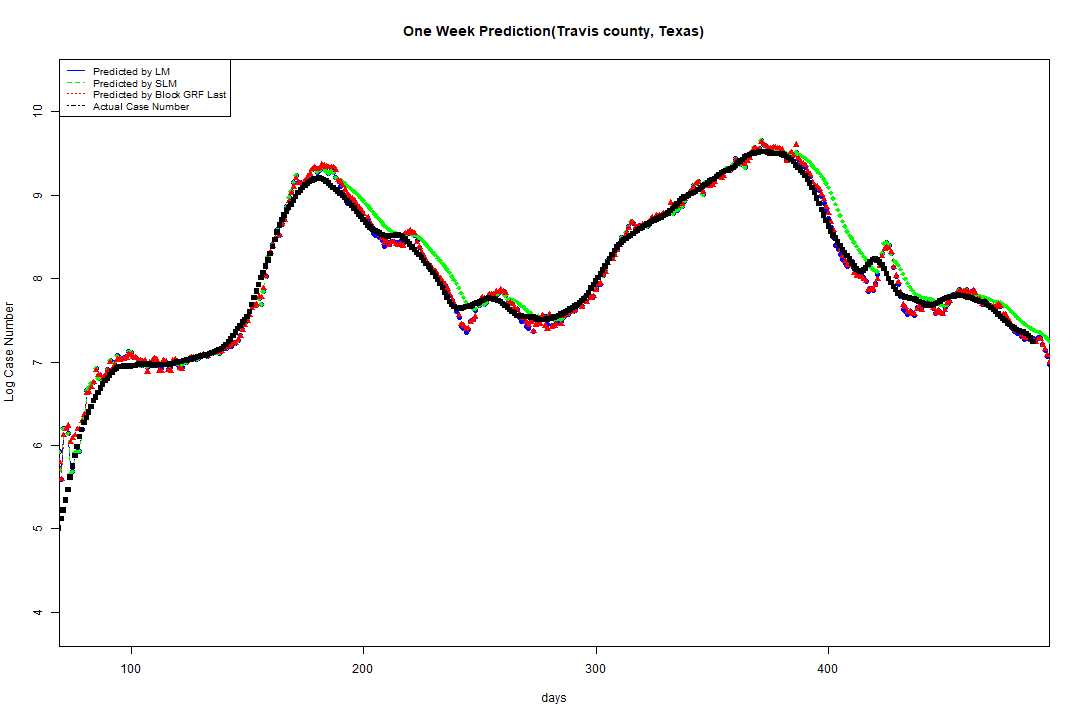 One Week Prediction(Travis county, Texas)
Predicted by LM
Predicted by SLM
Predicted by Block GRF Last
Actual Case Number
10
9
8
7
6
5
4
Log Case Number
100 200 300 400
days